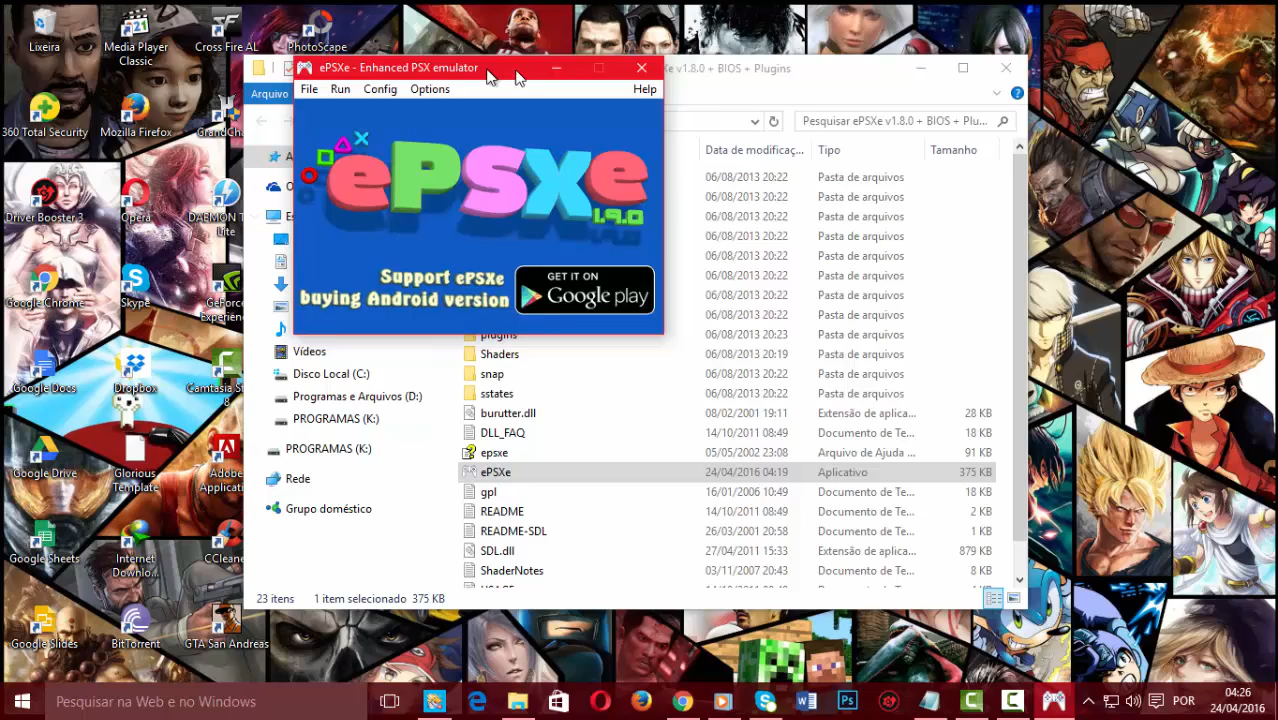 Lixeira
Media Player
Classic
Cross Fire AL
PhotoScape
360 Total Security
Mozilla Firefox
GrandCha
Driver Booster 3
Opera
DAEMON T
Lite
Google Chrome
Skype
GeForce
Experien
Google Docs
Dropbox
Camtasia St
8
Google Drive
Glorious
Template
Adobe
Applicati
Google Sheets
Internet
Downlo...
CCleane
Google Slides
BitTorrent
GTA San Andreas
ePSXe - Enhanced PSX emulator
File Run Config Options Help
ePSXe
1.9.0
Support ePSXe
buying Android version
GET IT ON
Google play
Xe v1.8.0 + BIOS + Plugins
Arquivo
Pesquisar ePSXe v1.8.0 + BIOS + Plu...
Data de modificaç... Tipo Tamanho
06/08/2013 20:22 Pasta de arquivos
06/08/2013 20:22 Pasta de arquivos
06/08/2013 20:22 Pasta de arquivos
06/08/2013 20:22 Pasta de arquivos
06/08/2013 20:22 Pasta de arquivos
06/08/2013 20:22 Pasta de arquivos
06/08/2013 20:22 Pasta de arquivos
06/08/2013 20:22 Pasta de arquivos
plugins 06/08/2013 20:23 Pasta de arquivos
Shaders 06/08/2013 20:19 Pasta de arquivos
snap 06/08/2013 20:22 Pasta de arquivos
sstates 06/08/2013 20:22 Pasta de arquivos
burutter.dll 08/02/2001 19:11 Extensão de aplica... 28 KB
DLL_FAQ 14/10/2011 08:49 Documento de Te... 18 KB
epsxe 05/05/2002 23:08 Arquivo de Ajuda ... 91 KB
ePSXe 24/04/2016 04:19 Aplicativo 375 KB
gpl 16/01/2006 10:49 Documento de Te... 18 KB
README 14/10/2011 08:49 Documento de Te... 2 KB
README-SDL 26/03/2001 20:58 Documento de Te... 1 KB
SDL.dll 27/04/2011 15:33 Extensão de aplica... 879 KB
ShaderNotes 03/11/2007 20:43 Documento de Te... 8 KB
Vídeos
Disco Local (C:)
Programas e Arquivos (D:)
PROGRAMAS (K:)
PROGRAMAS (K:)
Rede
Grupo doméstico
23 itens 1 item selecionado 375 KB
Pesquisar na Web e no Windows
POR
04:26
24/04/2016